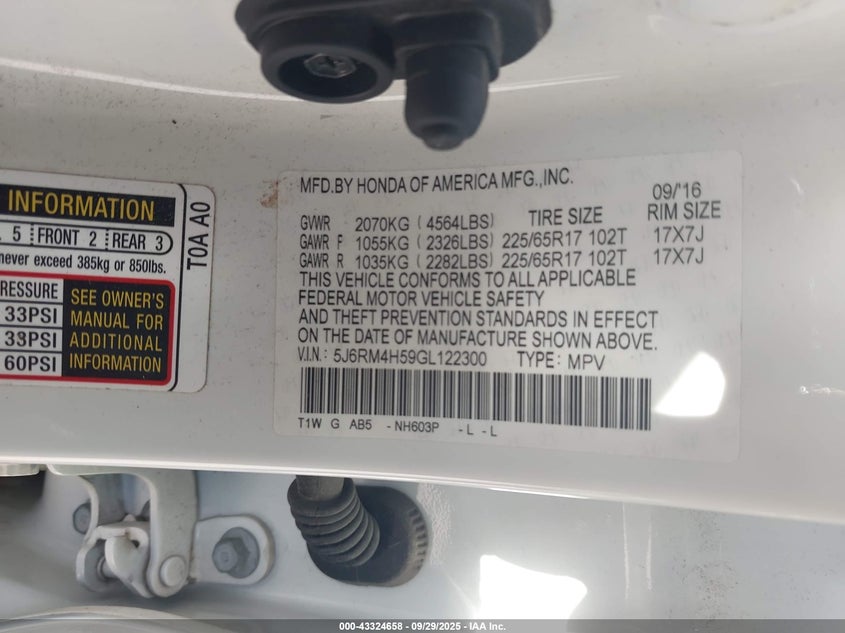 INFORMATION
5 FRONT 2 REAR 3
never exceed 385kg or 850lbs.
PRESSURE
33PSI
33PSI
60PSI
SEE OWNER'S
MANUAL FOR
ADDITIONAL
INFORMATION
T0A A0
MFD.BY HONDA OF AMERICA MFG.,INC.
09/'16
GVWR 2070KG (4564LBS) TIRE SIZE RIM SIZE
GAWR F 1055KG (2326LBS) 225/65R17 102T 17X7J
GAWR R 1035KG (2282LBS) 225/65R17 102T 17X7J
THIS VEHICLE CONFORMS TO ALL APPLICABLE
FEDERAL MOTOR VEHICLE SAFETY
AND THEFT PREVENTION STANDARDS IN EFFECT
ON THE DATE OF MANUFACTURE SHOWN ABOVE.
V.I.N.: 5J6RM4H59GL122300 TYPE: MPV
T1W G AB5 -NH603P -L -L
000-43324658 - 09/29/2025 - IAA Inc.